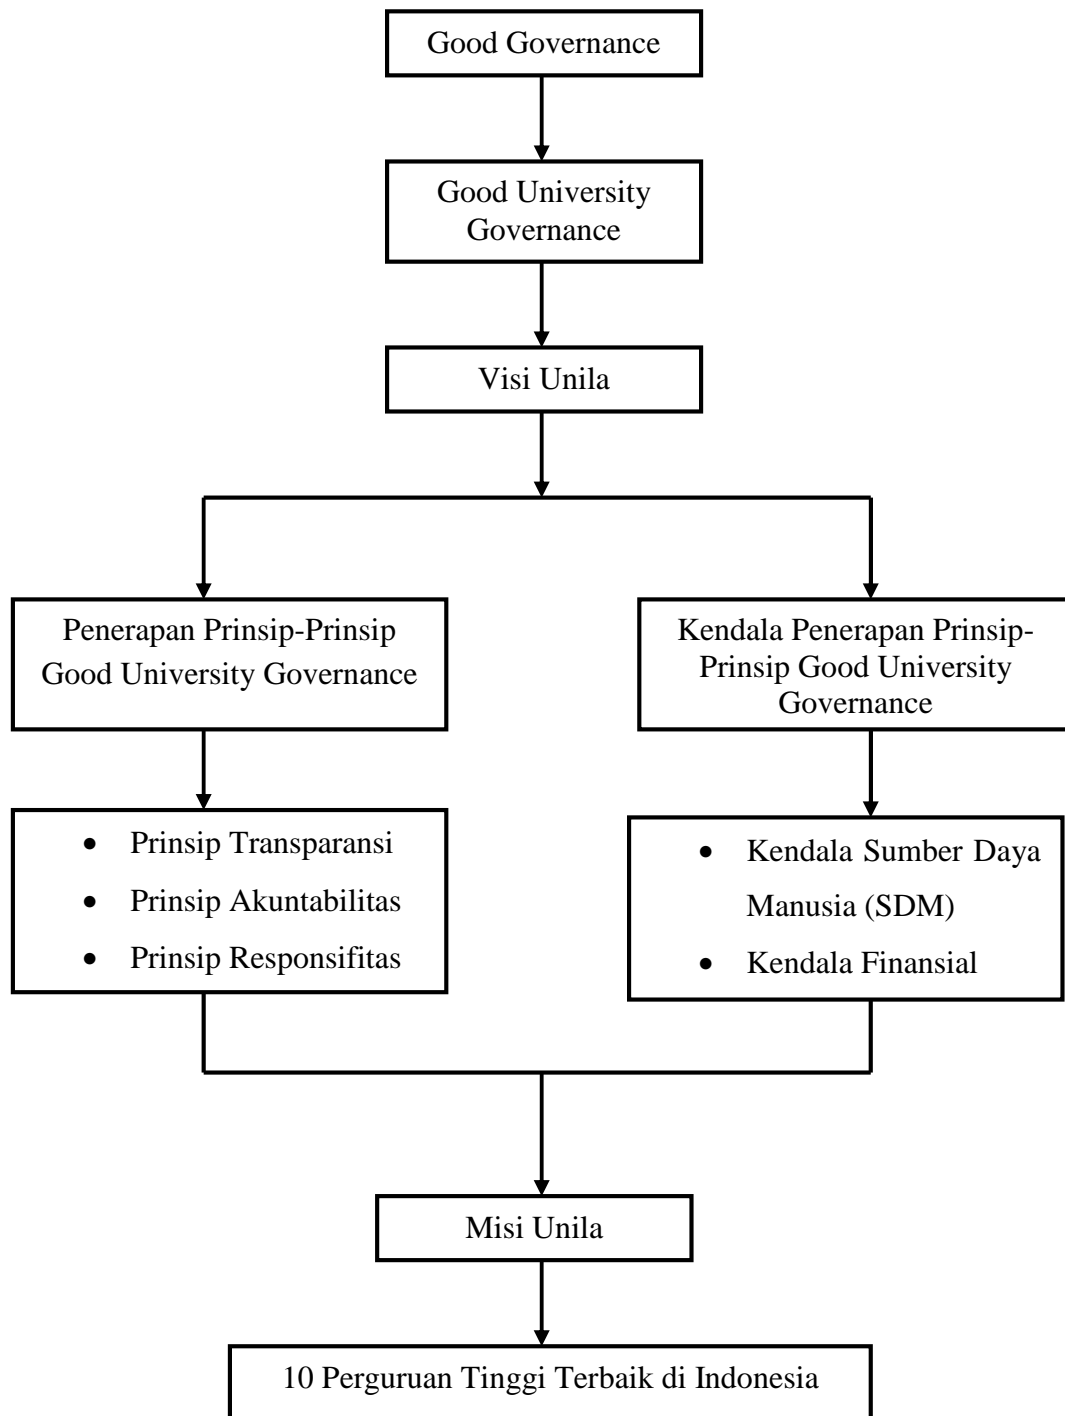 Good Governance
Good University
Governance
Visi Unila
Penerapan Prinsip-Prinsip
Good University Governance
Kendala Penerapan Prinsip-
Prinsip Good University
Governance
• Prinsip Transparansi
• Prinsip Akuntabilitas
• Prinsip Responsifitas
• Kendala Sumber Daya
Manusia (SDM)
• Kendala Finansial
Misi Unila
10 Perguruan Tinggi Terbaik di Indonesia